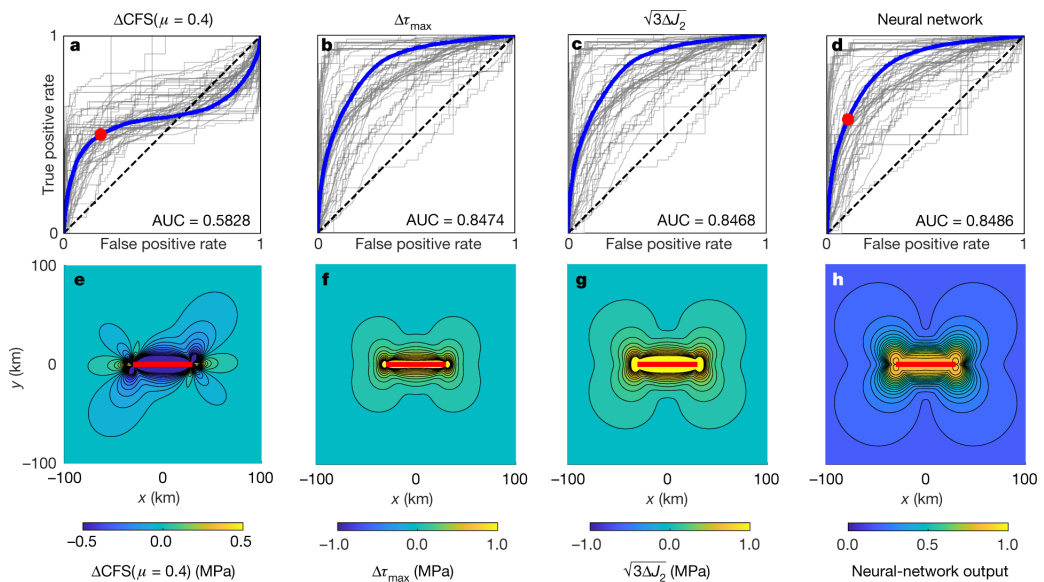 ΔCFS(μ = 0.4)
Δτmax
√3ΔJ2
Neural network
a
b
c
d
1
0
True positive rate
AUC = 0.5828
AUC = 0.8474
AUC = 0.8468
AUC = 0.8486
0 False positive rate 1
0 False positive rate 1
0 False positive rate 1
0 False positive rate 1
e
f
g
h
100
0
−100
y (km)
−100 0 100
−100 0 100
−100 0 100
−100 0 100
x (km)
x (km)
x (km)
x (km)
−0.5 0.0 0.5
−1.0 0.0 1.0
−1.0 0.0 1.0
0.0 0.5 1.0
ΔCFS(μ = 0.4) (MPa)
Δτmax (MPa)
√3ΔJ2 (MPa)
Neural-network output